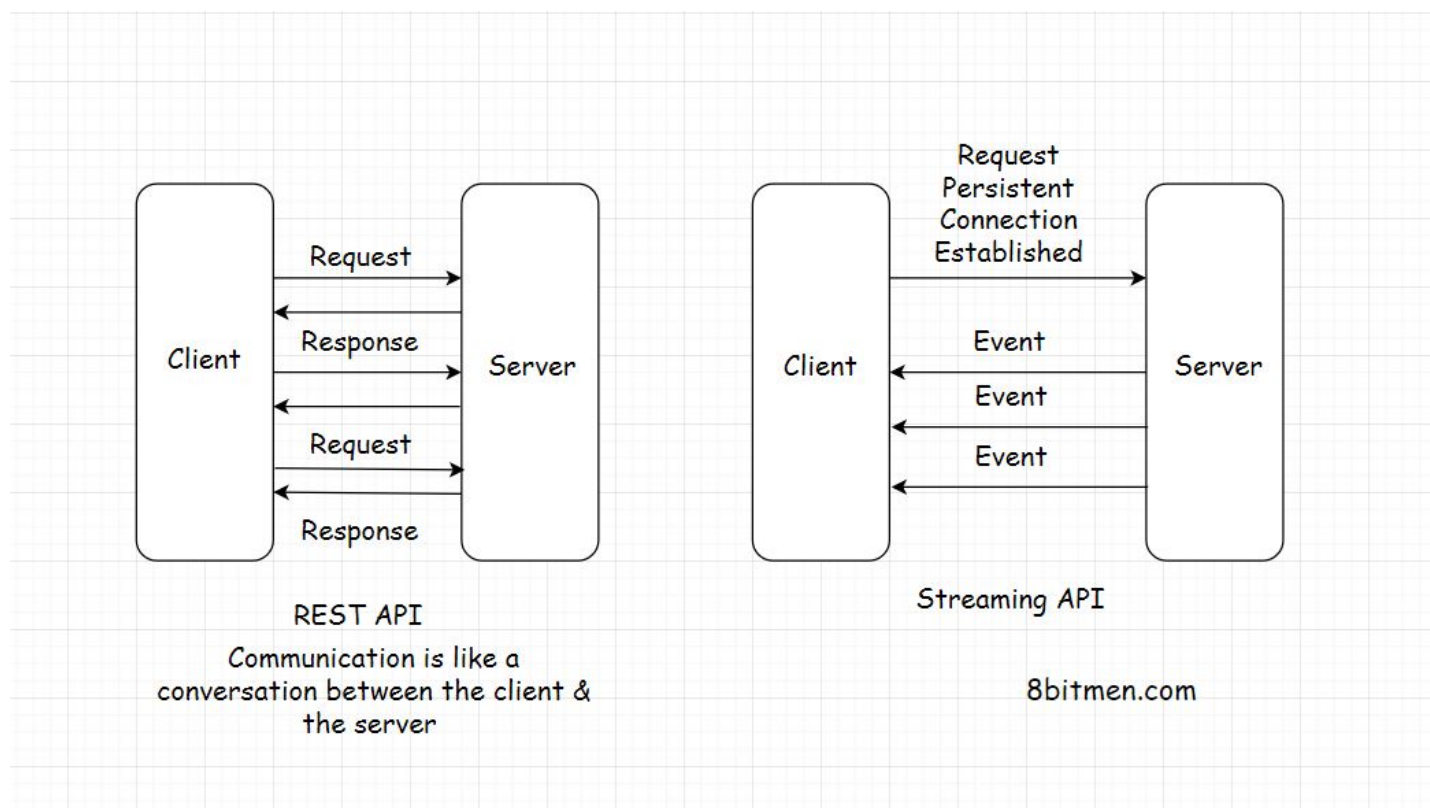 Request
Response
Client
Server
Request
Response
REST API
Communication is like a
conversation between the client &
the server
Request
Persistent
Connection
Established
Client
Event
Server
Event
Event
Streaming API
8bitmen.com